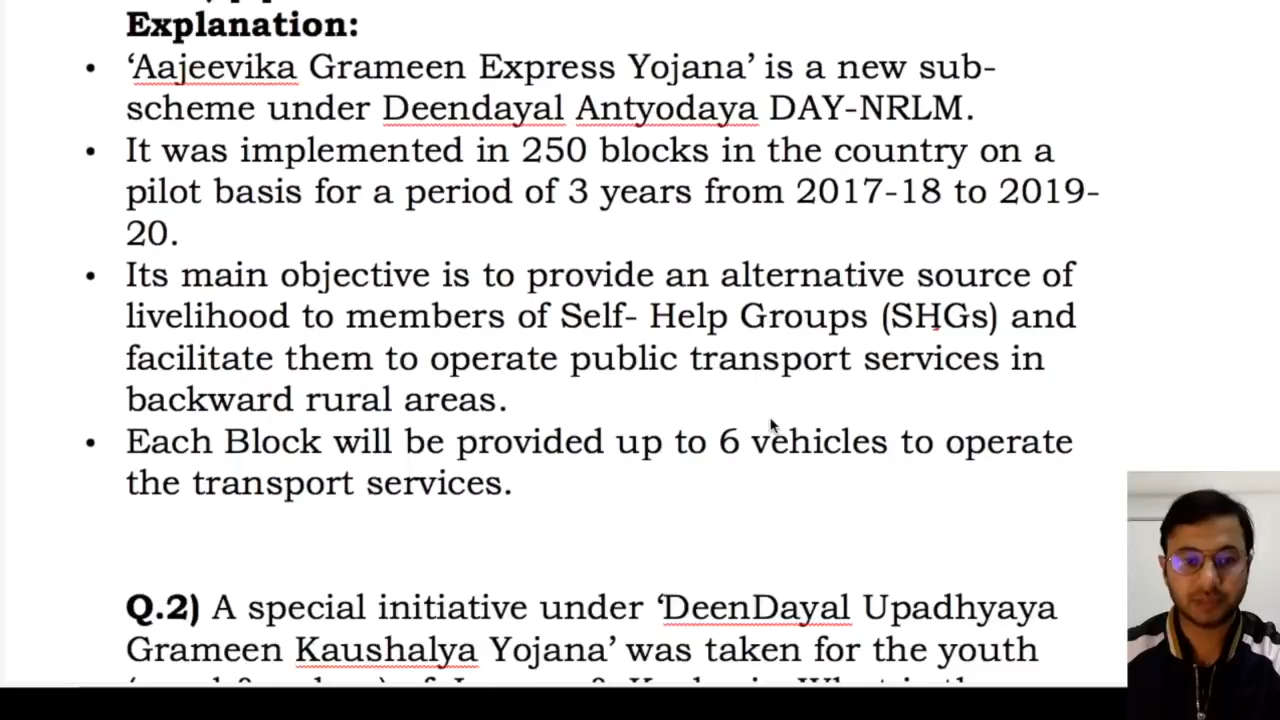 Explanation:
• ‘Aajeevika Grameen Express Yojana’ is a new sub-
scheme under Deendayal Antyodaya DAY-NRLM.
• It was implemented in 250 blocks in the country on a
pilot basis for a period of 3 years from 2017-18 to 2019-
20.
• Its main objective is to provide an alternative source of
livelihood to members of Self- Help Groups (SHGs) and
facilitate them to operate public transport services in
backward rural areas.
• Each Block will be provided up to 6 vehicles to operate
the transport services.
Q.2) A special initiative under ‘DeenDayal Upadhyaya
Grameen Kaushalya Yojana’ was taken for the youth